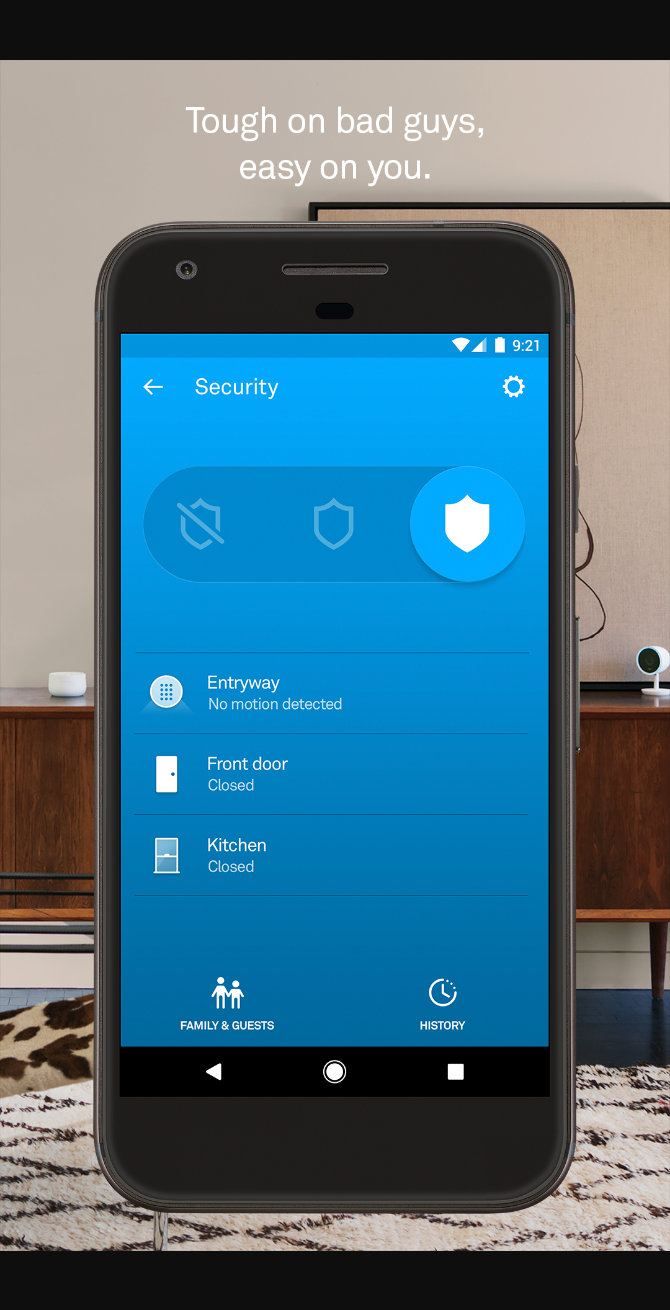 Tough on bad guys,
easy on you.
9:21
Security
Entryway
No motion detected
Front door
Closed
Kitchen
Closed
FAMILY & GUESTS
HISTORY